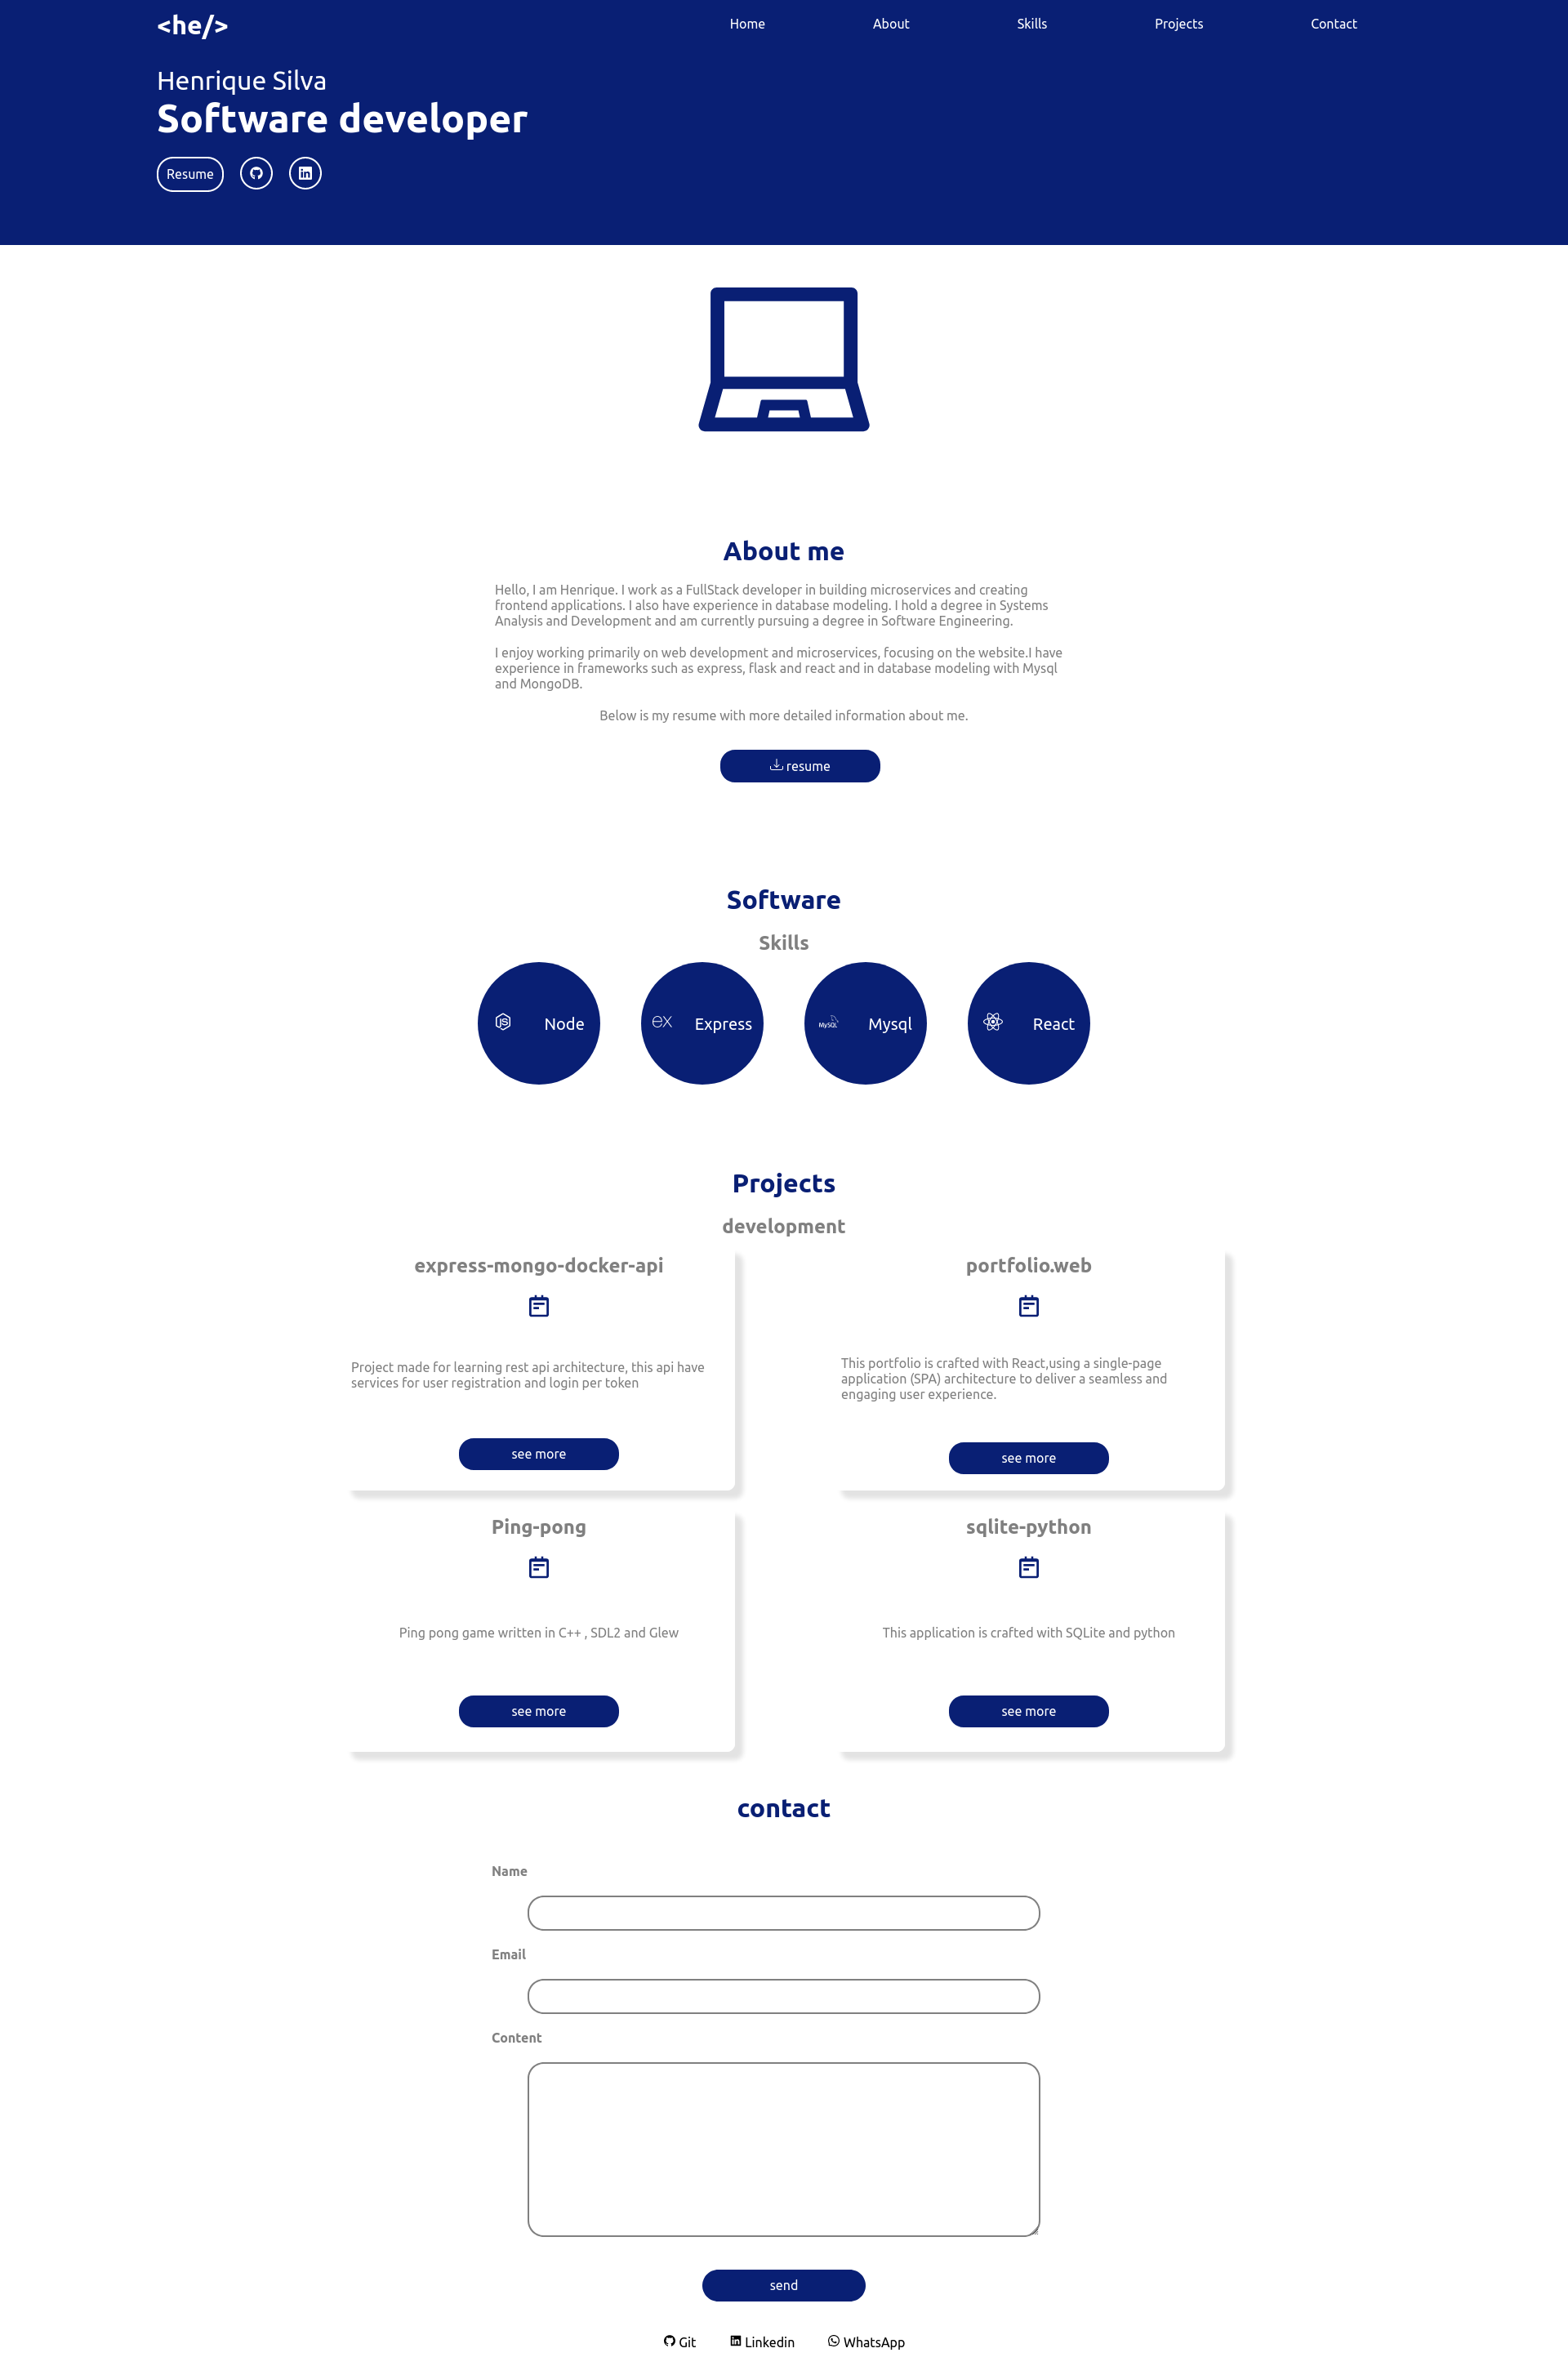 <he/>
Home
About
Skills
Projects
Contact
Henrique Silva
Software developer
Resume
About me
Hello, I am Henrique. I work as a FullStack developer in building microservices and creating
frontend applications. I also have experience in database modeling. I hold a degree in Systems
Analysis and Development and am currently pursuing a degree in Software Engineering.
I enjoy working primarily on web development and microservices, focusing on the website.I have
experience in frameworks such as express, flask and react and in database modeling with Mysql
and MongoDB.
Below is my resume with more detailed information about me.
resume
Software
Skills
JS Node
ex Express
MySQL Mysql
React
Projects
development
express-mongo-docker-api
Project made for learning rest api architecture, this api have
services for user registration and login per token
see more
portfolio.web
This portfolio is crafted with React,using a single-page
application (SPA) architecture to deliver a seamless and
engaging user experience.
see more
Ping-pong
Ping pong game written in C++ , SDL2 and Glew
see more
sqlite-python
This application is crafted with SQLite and python
see more
contact
Name
Email
Content
send
Git
Linkedin
WhatsApp